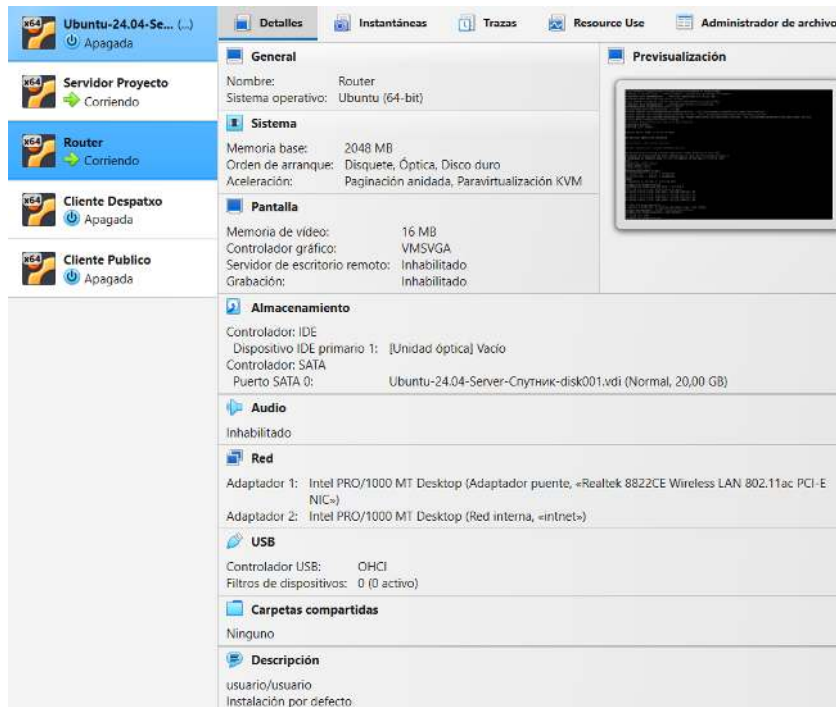 Ubuntu-24.04-Se... (...)
Apagada
Servidor Proyecto
Corriendo
Router
Corriendo
Cliente Despatxo
Apagada
Cliente Publico
Apagada
Detalles Instantáneas Trazas Resource Use Administrador de archivo
General
Nombre: Router
Sistema operativo: Ubuntu (64-bit)
Previsualización
Sistema
Memoria base: 2048 MB
Orden de arranque: Disquete, Óptica, Disco duro
Aceleración: Paginación anidada, Paravirtualización KVM
Pantalla
Memoria de vídeo: 16 MB
Controlador gráfico: VMSVGA
Servidor de escritorio remoto: Inhabilitado
Grabación: Inhabilitado
Almacenamiento
Controlador: IDE
Dispositivo IDE primario 1: [Unidad óptica] Vacío
Controlador: SATA
Puerto SATA 0: Ubuntu-24.04-Server-Спутник-disk001.vdi (Normal, 20,00 GB)
Audio
Inhabilitado
Red
Adaptador 1: Intel PRO/1000 MT Desktop (Adaptador puente, «Realtek 8822CE Wireless LAN 802.11ac PCI-E
NIC»)
Adaptador 2: Intel PRO/1000 MT Desktop (Red interna, «intnet»)
USB
Controlador USB: OHCI
Filtros de dispositivos: 0 (0 activo)
Carpetas compartidas
Ninguno
Descripción
usuario/usuario
Instalación por defecto